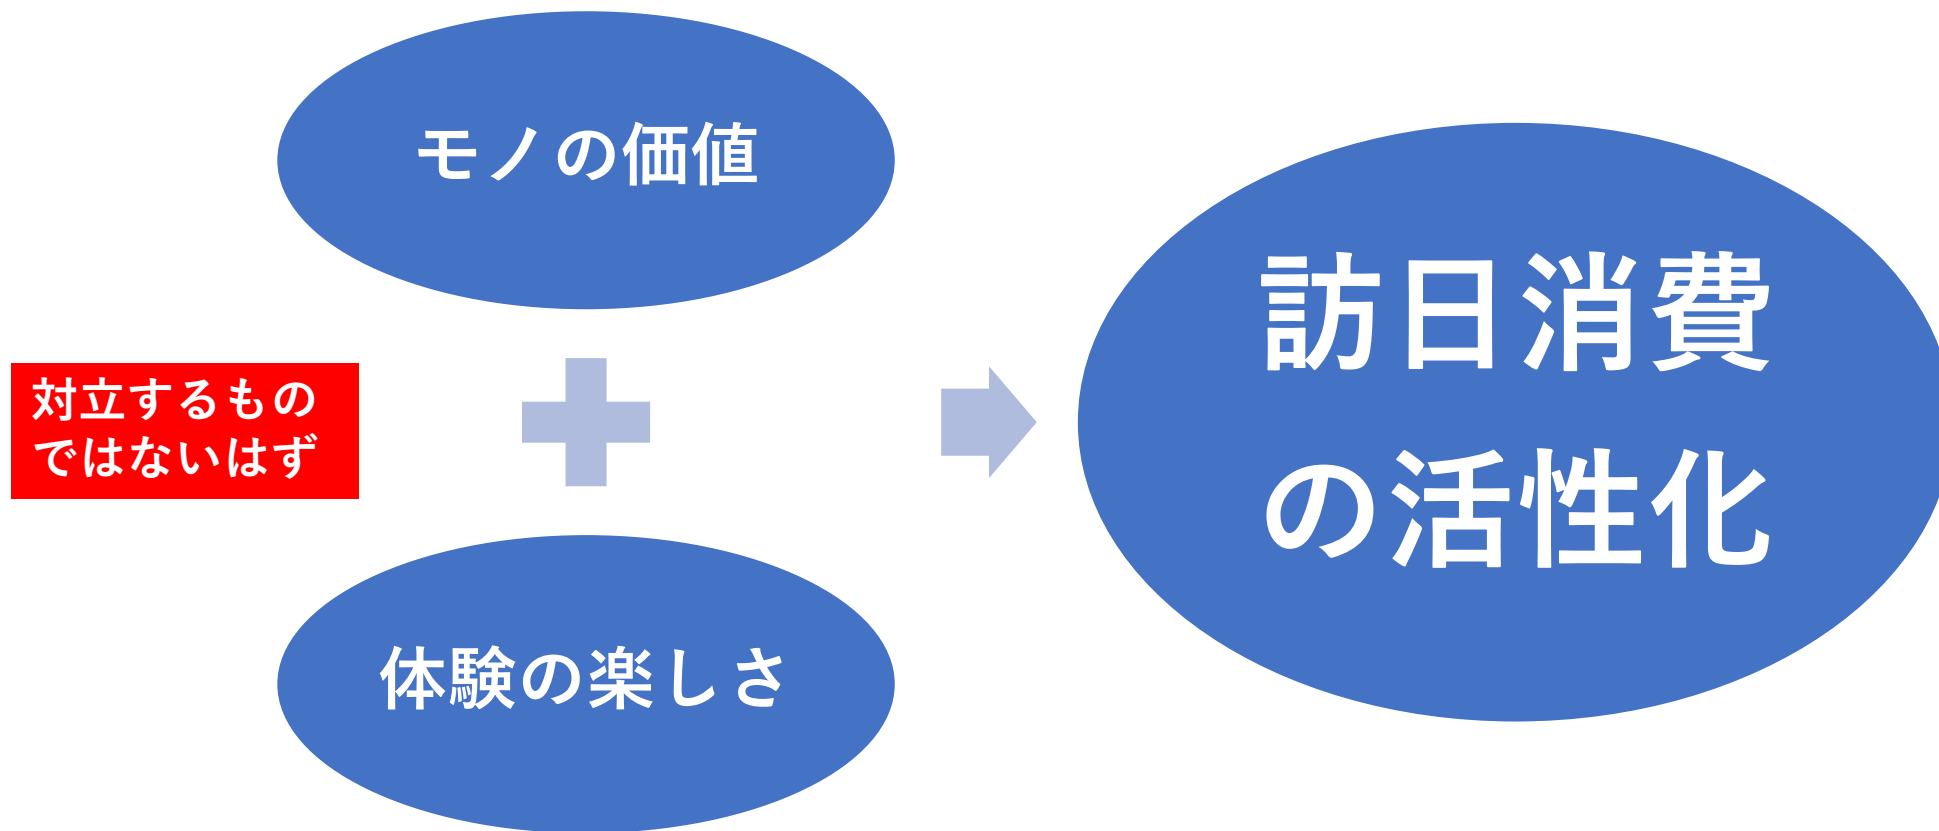 モノの価値
対立するもの
ではないはず
体験の楽しさ
訪日消費
の活性化